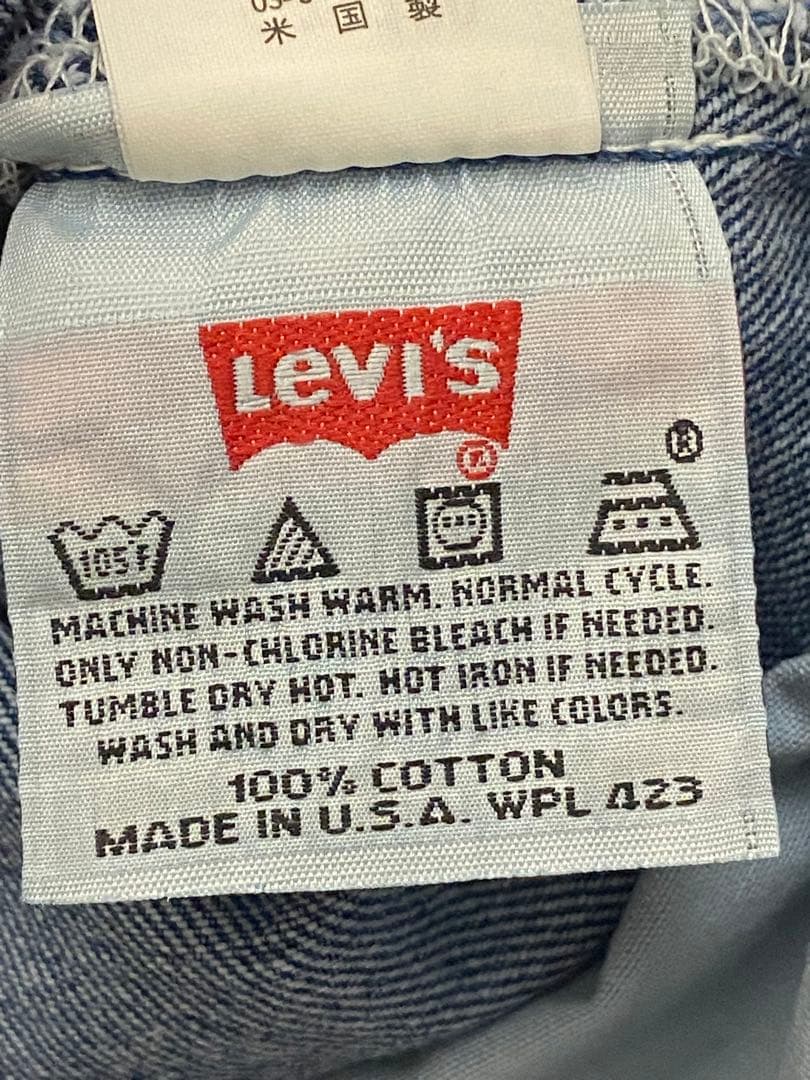 米国製
LEVI'S
®
®
105F
MACHINE WASH WARM. NORMAL CYCLE.
ONLY NON-CHLORINE BLEACH IF NEEDED.
TUMBLE DRY HOT. HOT IRON IF NEEDED.
WASH AND DRY WITH LIKE COLORS.
100% COTTON
MADE IN U.S.A. WPL 423